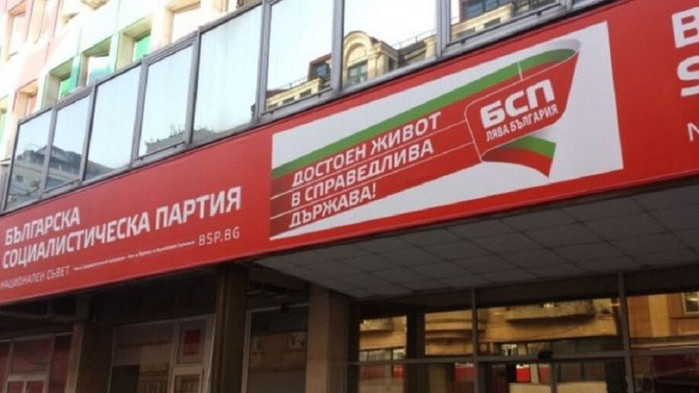 БЪЛГАРСКА
СОЦИАЛИСТИЧЕСКА ПАРТИЯ
НАЦИОНАЛЕН СЪВЕТ
BSP.BG
ДОСТОЕН ЖИВОТ
В СПРАВЕДЛИВА
ДЪРЖАВА!
БСП
ЛЯВА БЪЛГАРИЯ
B
S
N